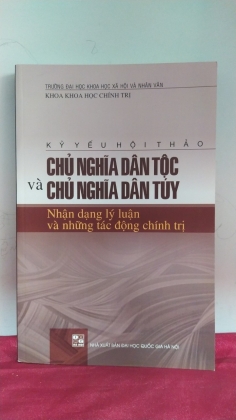 TRƯỜNG ĐẠI HỌC KHOA HỌC XÃ HỘI VÀ NHÂN VĂN
KHOA KHOA HỌC CHÍNH TRỊ
KỶ YẾU HỘI THẢO
CHỦ NGHĨA DÂN TỘC
và CHỦ NGHĨA DÂN TÚY
Nhận dạng lý luận
và những tác động chính trị
NHÀ XUẤT BẢN ĐẠI HỌC QUỐC GIA HÀ NỘI